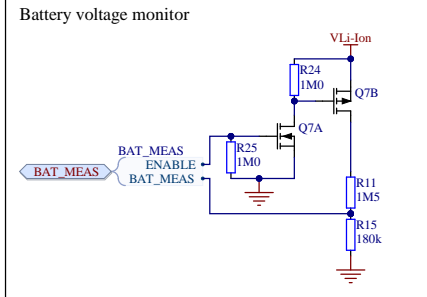 Battery voltage monitor
VLi-Ion
R24
1M0
Q7B
Q7A
BAT_MEAS
ENABLE
BAT_MEAS
BAT_MEAS
R25
1M0
R11
1M5
R15
180k